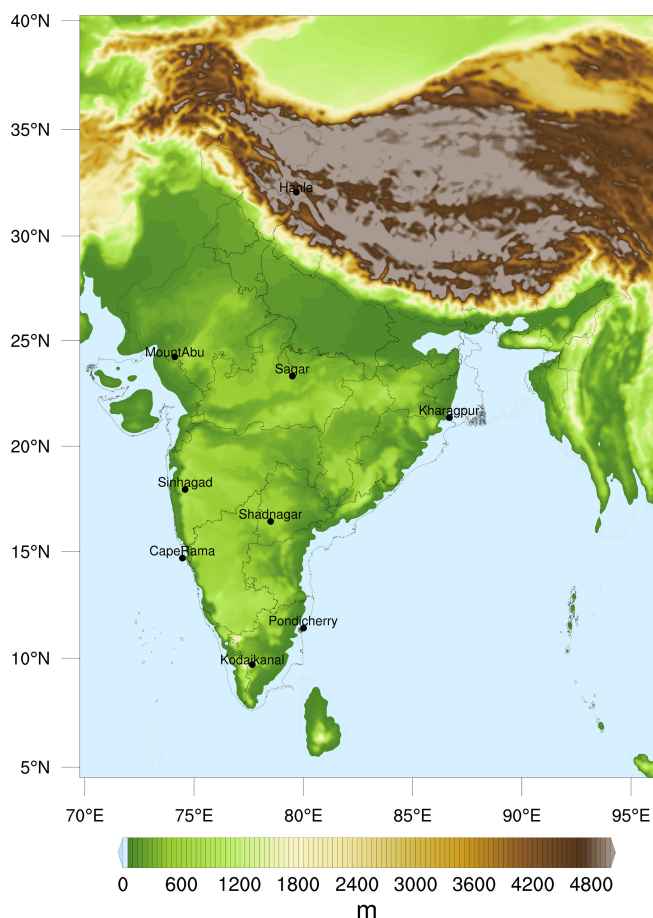 40°N
35°N
Hanle
30°N
25°N
MountAbu
Sagar
Kharagpur
20°N
Sinhagad
Shadnagar
15°N
CapeRama
Pondicherry
10°N
Kodaikanal
5°N
70°E 75°E 80°E 85°E 90°E 95°E
0 600 1200 1800 2400 3000 3600 4200 4800
m